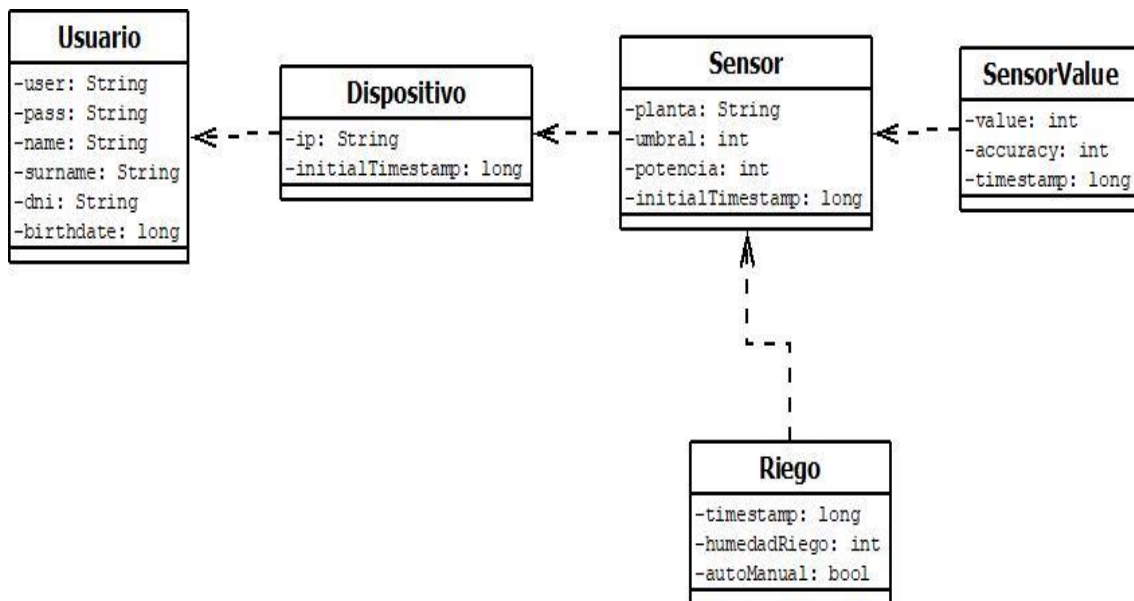 Usuario
-user: String
-pass: String
-name: String
-surname: String
-dni: String
-birthdate: long
Dispositivo
-ip: String
-initialTimestamp: long
Sensor
-planta: String
-umbral: int
-potencia: int
-initialTimestamp: long
SensorValue
-value: int
-accuracy: int
-timestamp: long
Riego
-timestamp: long
-humedadRiego: int
-autoManual: bool